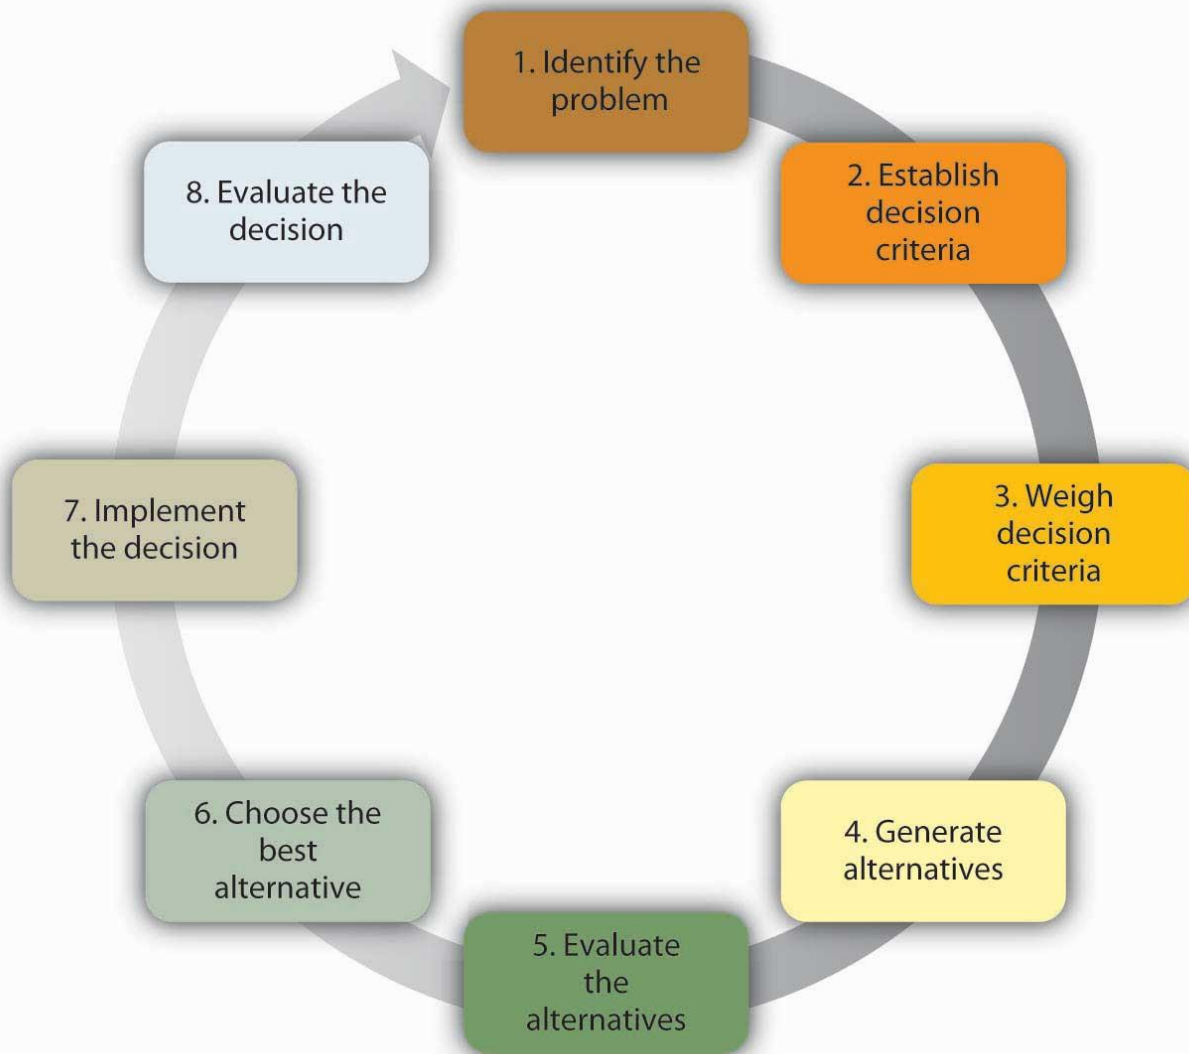 1. Identify the
problem
2. Establish
decision
criteria
3. Weigh
decision
criteria
4. Generate
alternatives
5. Evaluate
the
alternatives
6. Choose the
best
alternative
7. Implement
the decision
8. Evaluate the
decision